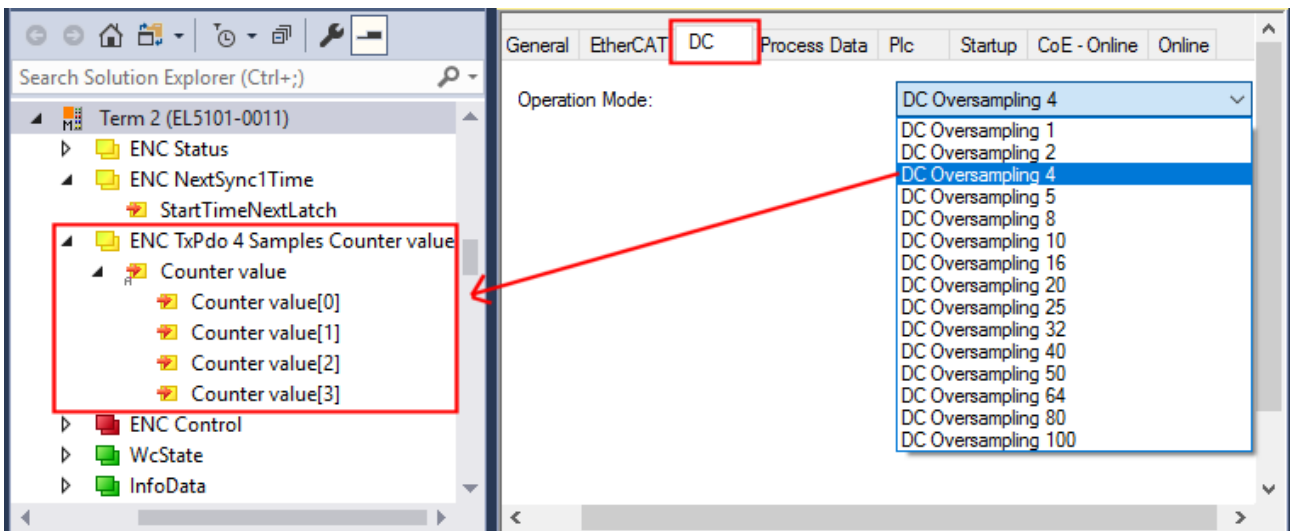 Search Solution Explorer (Ctrl+;)
Term 2 (EL5101-0011)
ENC Status
ENC NextSync1Time
StartTimeNextLatch
ENC TxPdo 4 Samples Counter value
Counter value
Counter value[0]
Counter value[1]
Counter value[2]
Counter value[3]
ENC Control
WcState
InfoData
General EtherCAT DC Process Data Plc Startup CoE - Online Online
Operation Mode: DC Oversampling 4
DC Oversampling 1
DC Oversampling 2
DC Oversampling 4
DC Oversampling 5
DC Oversampling 8
DC Oversampling 10
DC Oversampling 16
DC Oversampling 20
DC Oversampling 25
DC Oversampling 32
DC Oversampling 40
DC Oversampling 50
DC Oversampling 64
DC Oversampling 80
DC Oversampling 100